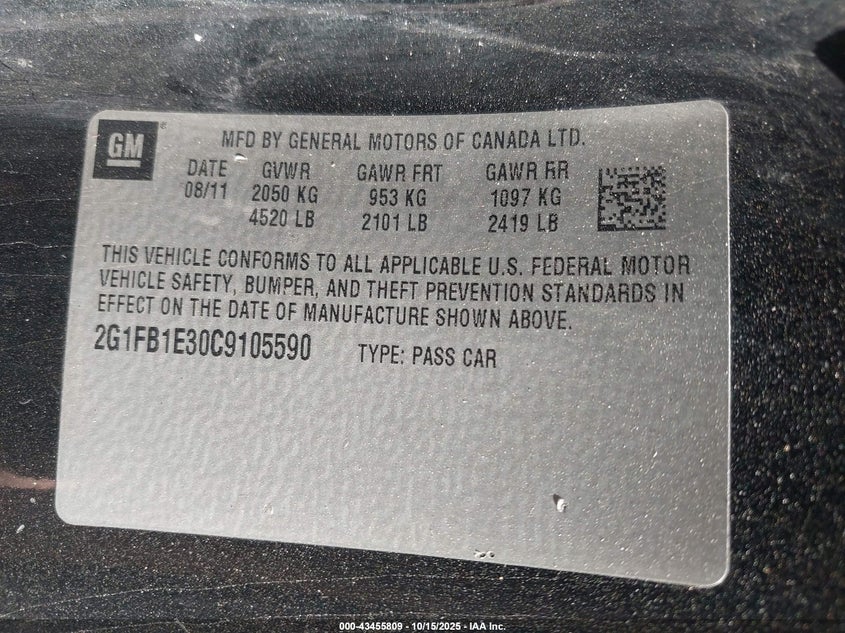 GM
MFD BY GENERAL MOTORS OF CANADA LTD.
DATE GVWR GAWR FRT GAWR RR
08/11 2050 KG 953 KG 1097 KG
4520 LB 2101 LB 2419 LB
THIS VEHICLE CONFORMS TO ALL APPLICABLE U.S. FEDERAL MOTOR
VEHICLE SAFETY, BUMPER, AND THEFT PREVENTION STANDARDS IN
EFFECT ON THE DATE OF MANUFACTURE SHOWN ABOVE.
2G1FB1E30C9105590 TYPE: PASS CAR
000-43455809 - 10/15/2025 - IAA Inc.